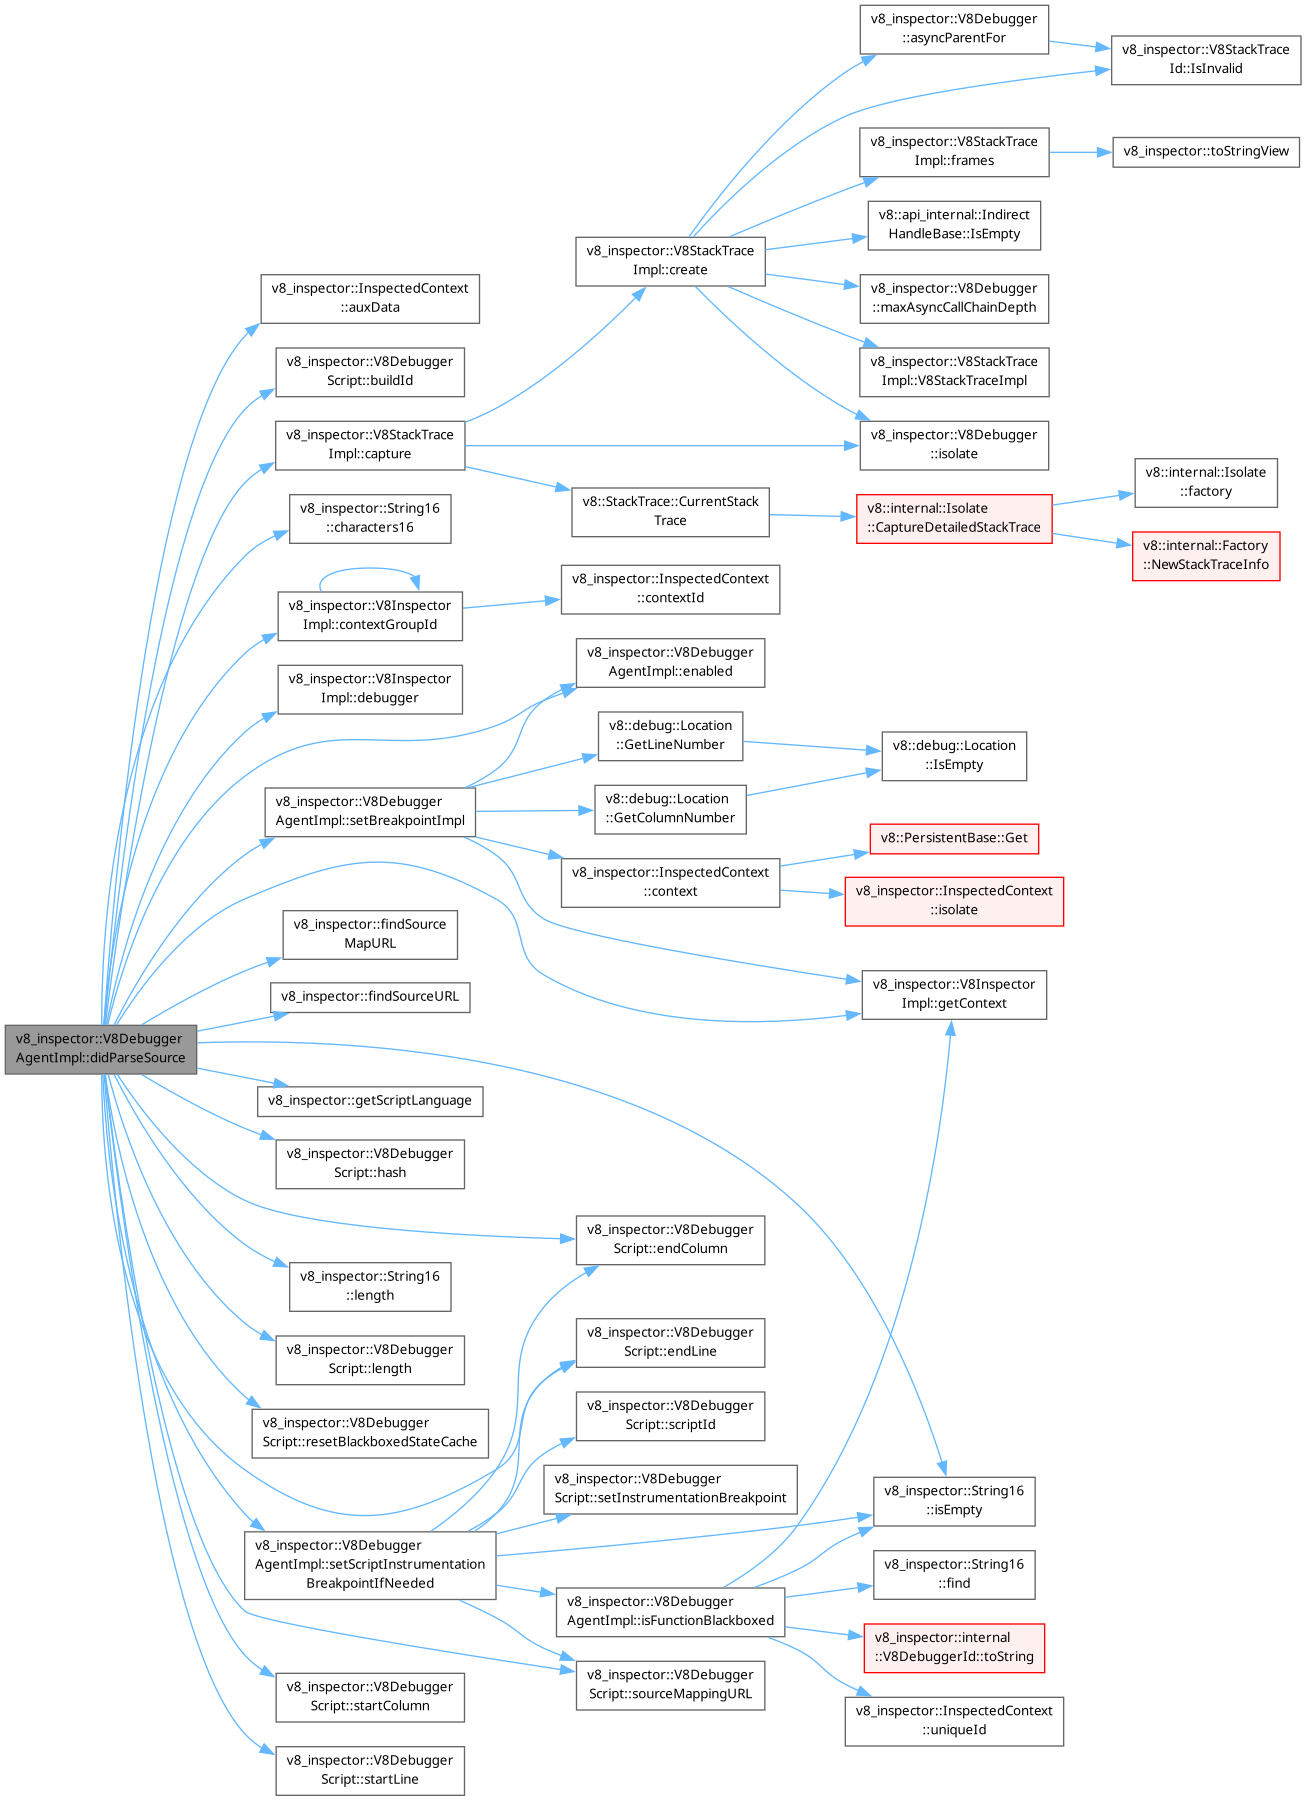 v8_inspector::V8Debugger
AgentImpl::didParseSource
v8_inspector::InspectedContext
::auxData
v8_inspector::V8Debugger
Script::buildId
v8_inspector::V8StackTrace
Impl::capture
v8_inspector::String16
::characters16
v8_inspector::V8Inspector
Impl::contextGroupId
v8_inspector::V8Inspector
Impl::debugger
v8_inspector::V8Debugger
AgentImpl::setBreakpointImpl
v8_inspector::findSource
MapURL
v8_inspector::findSourceURL
v8_inspector::getScriptLanguage
v8_inspector::V8Debugger
Script::hash
v8_inspector::String16
::length
v8_inspector::V8Debugger
Script::length
v8_inspector::V8Debugger
Script::resetBlackboxedStateCache
v8_inspector::V8Debugger
AgentImpl::setScriptInstrumentation
BreakpointIfNeeded
v8_inspector::V8Debugger
Script::startColumn
v8_inspector::V8Debugger
Script::startLine
v8_inspector::V8StackTrace
Impl::create
v8::StackTrace::CurrentStack
Trace
v8_inspector::InspectedContext
::contextId
v8_inspector::V8Debugger
AgentImpl::enabled
v8::debug::Location
::GetLineNumber
v8::debug::Location
::GetColumnNumber
v8_inspector::InspectedContext
::context
v8_inspector::V8Debugger
Script::endColumn
v8_inspector::V8Debugger
Script::endLine
v8_inspector::V8Debugger
Script::scriptId
v8_inspector::V8Debugger
Script::setInstrumentationBreakpoint
v8_inspector::V8Debugger
AgentImpl::isFunctionBlackboxed
v8_inspector::V8Debugger
Script::sourceMappingURL
v8_inspector::V8Debugger
::asyncParentFor
v8_inspector::V8StackTrace
Impl::frames
v8::api_internal::Indirect
HandleBase::IsEmpty
v8_inspector::V8Debugger
::maxAsyncCallChainDepth
v8_inspector::V8StackTrace
Impl::V8StackTraceImpl
v8_inspector::V8Debugger
::isolate
v8::internal::Isolate
::CaptureDetailedStackTrace
v8::debug::Location
::IsEmpty
v8::PersistentBase::Get
v8_inspector::InspectedContext
::isolate
v8_inspector::V8Inspector
Impl::getContext
v8_inspector::String16
::isEmpty
v8_inspector::String16
::find
v8_inspector::internal
::V8DebuggerId::toString
v8_inspector::InspectedContext
::uniqueId
v8_inspector::V8StackTrace
Id::IsInvalid
v8_inspector::toStringView
v8::internal::Isolate
::factory
v8::internal::Factory
::NewStackTraceInfo